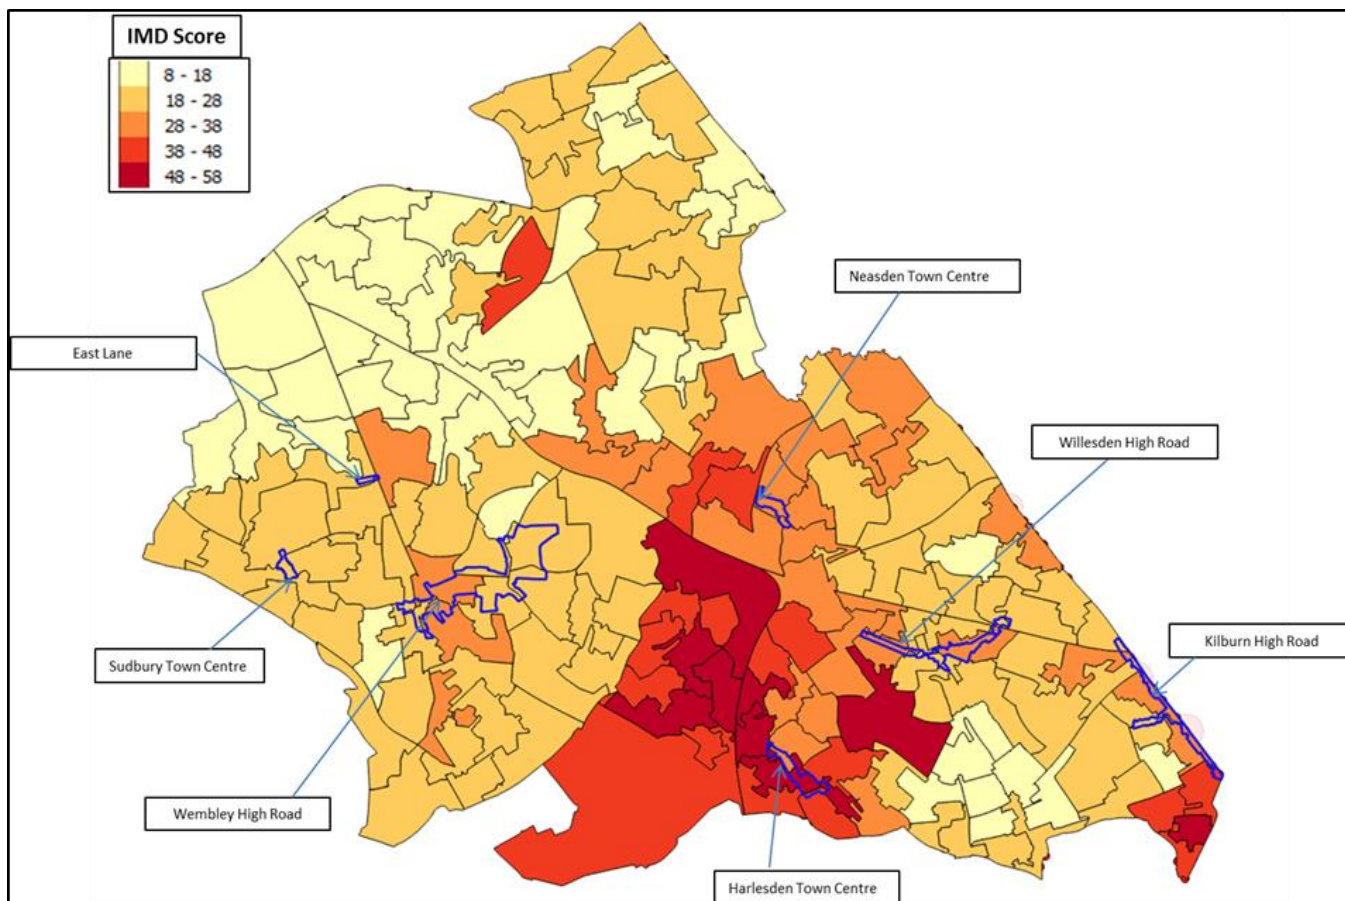 IMD Score
8 - 18
18 - 28
28 - 38
38 - 48
48 - 58
Neasden Town Centre
East Lane
Willesden High Road
Kilburn High Road
Sudbury Town Centre
Wembley High Road
Harlesden Town Centre